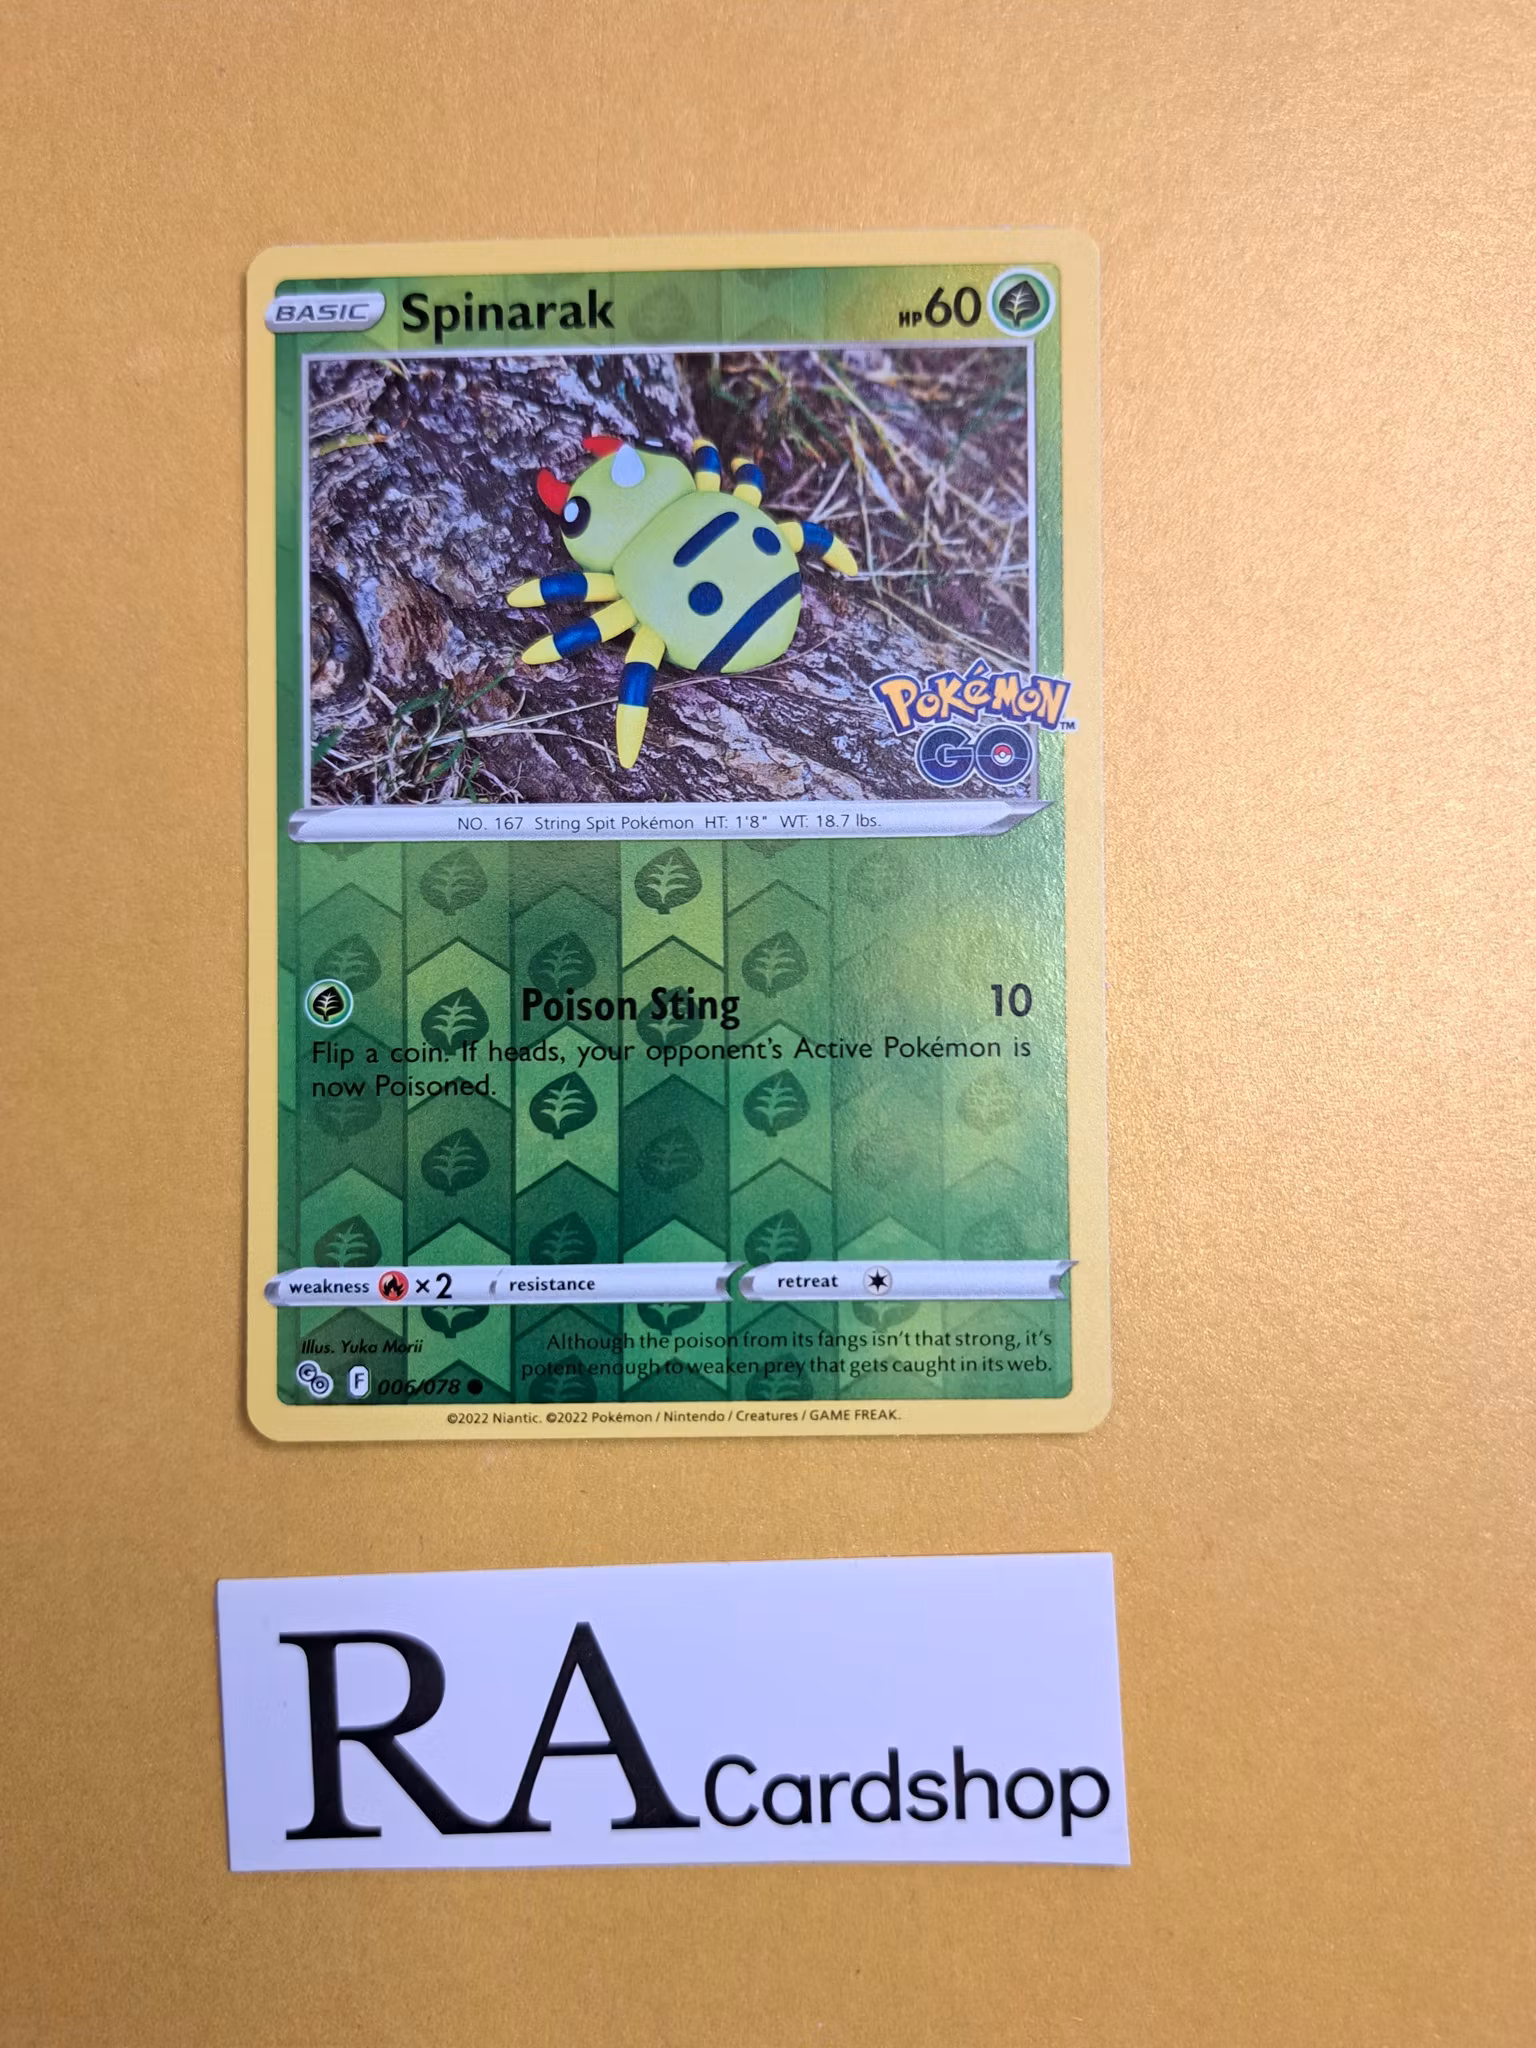 BASIC Spinarak HP60
POKéMON™
GO
NO. 167 String Spit Pokémon HT: 1'8" WT: 18.7 lbs.
Poison Sting 10
Flip a coin. If heads, your opponent's Active Pokémon is
now Poisoned.
weakness ×2 resistance retreat
Illus. Yuka Morii
Although the poison from its fangs isn't that strong, it's
potent enough to weaken prey that gets caught in its web.
GO F 006/078
©2022 Niantic. ©2022 Pokémon / Nintendo / Creatures / GAME FREAK.
RA Cardshop